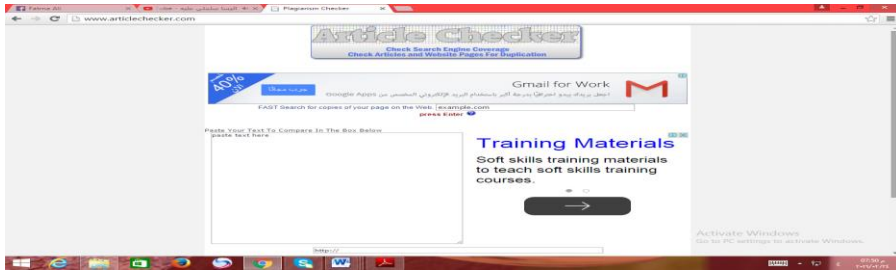 Fatima Ali
Plagiarism Checker
www.articlechecker.com
Article Checker
Check Search Engine Coverage
Check Articles and Website Pages For Duplication
40%
Gmail for Work
Google Apps
FAST Search for copies of your page on the Web: example.com
press Enter
Paste Your Text To Compare In The Box Below
paste text here
Training Materials
Soft skills training materials
to teach soft skills training
courses.
http://
Activate Windows
Go to PC settings to activate Windows.